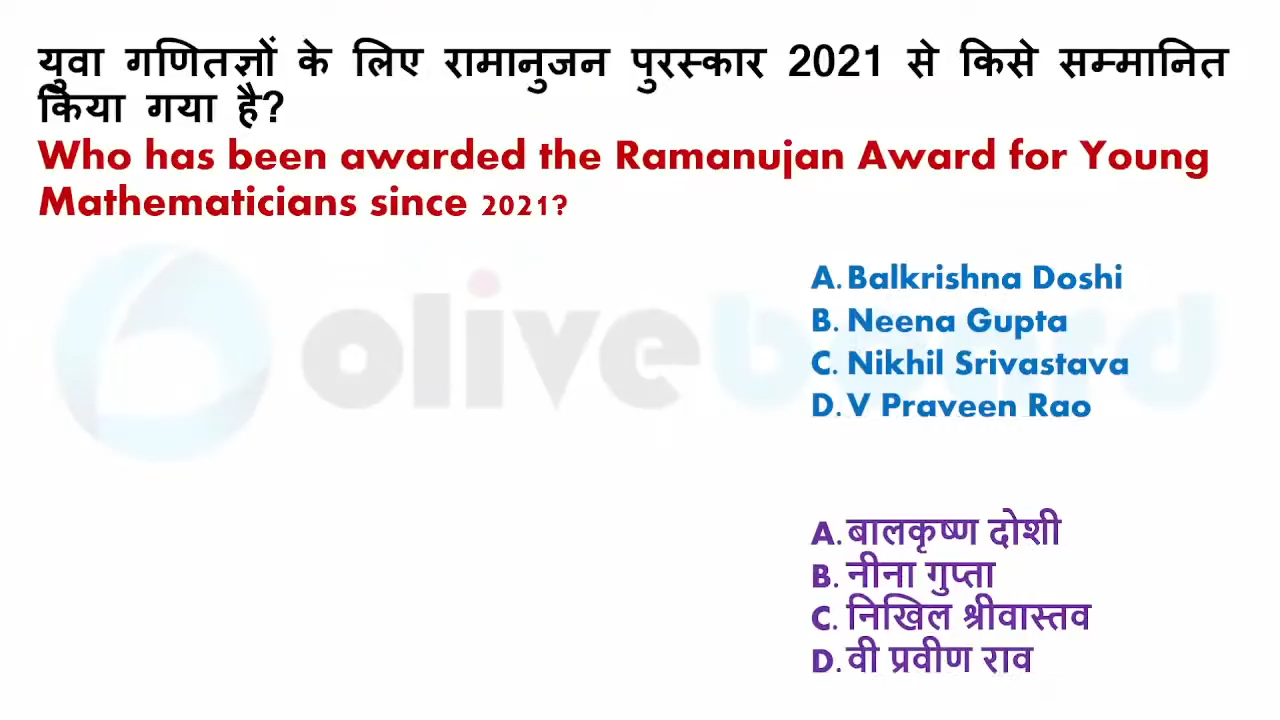 युवा गणितज्ञों के लिए रामानुजन पुरस्कार 2021 से किसे सम्मानित
किया गया है?
Who has been awarded the Ramanujan Award for Young
Mathematicians since 2021?
oliveboard
A. Balkrishna Doshi
B. Neena Gupta
C. Nikhil Srivastava
D. V Praveen Rao
A. बालकृष्ण दोशी
B. नीना गुप्ता
C. निखिल श्रीवास्तव
D. वी प्रवीण राव